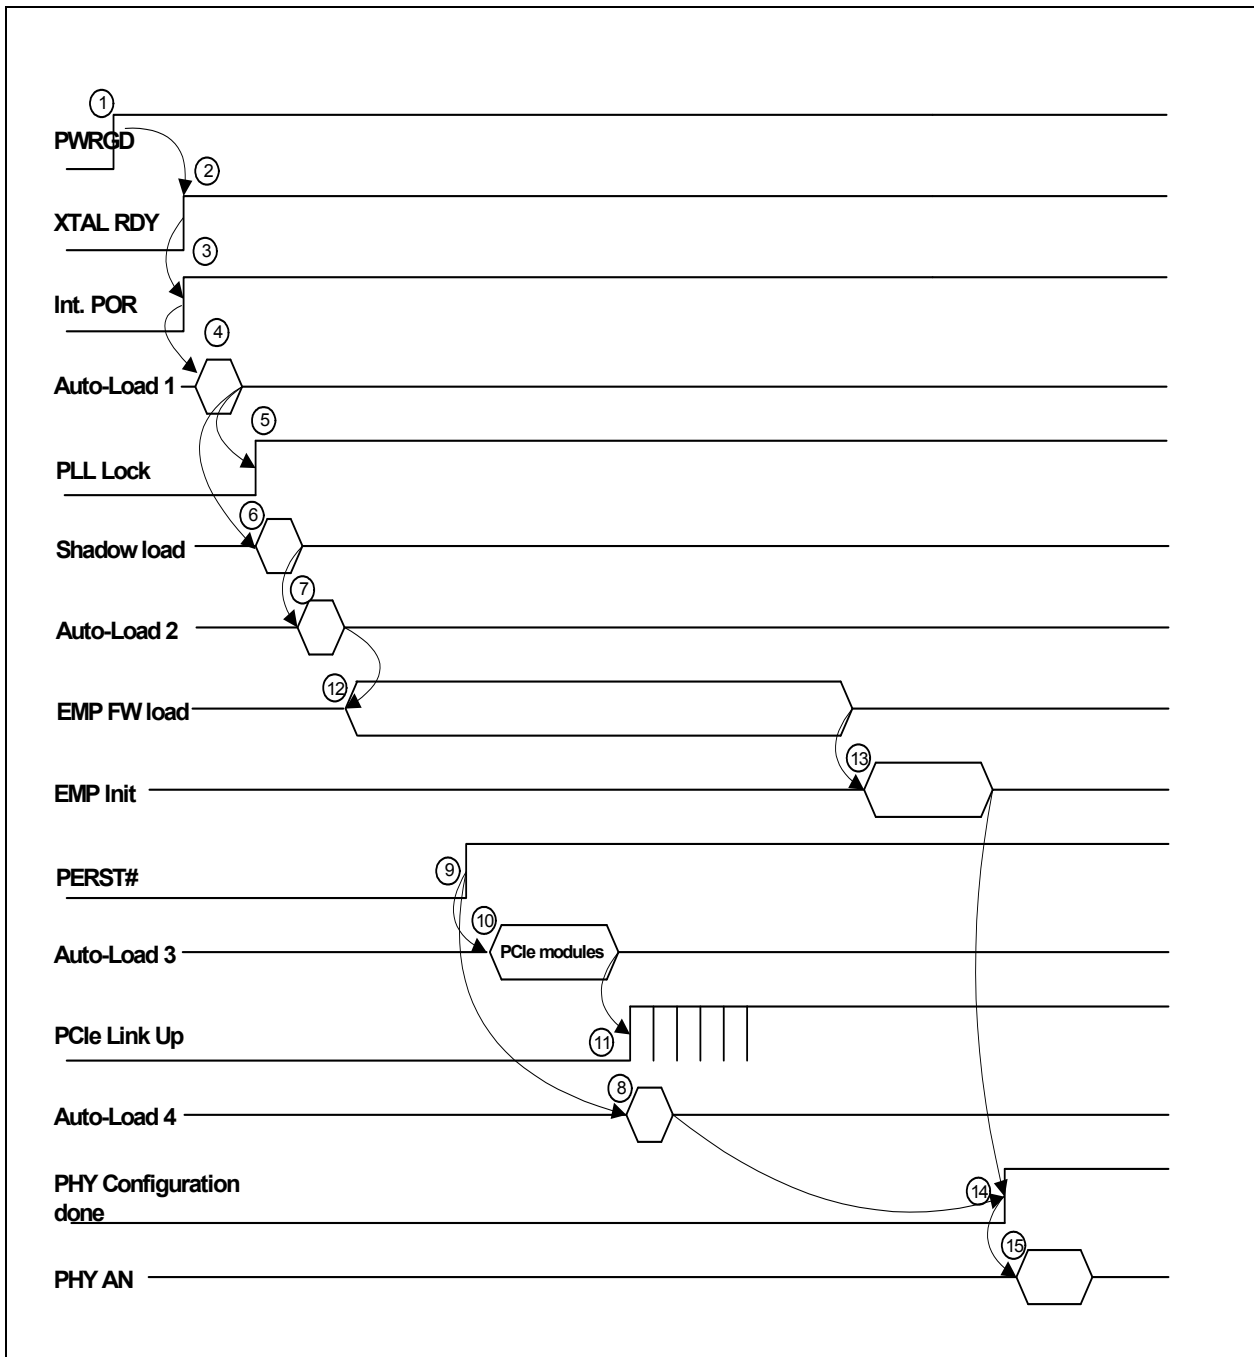 1
PWRGD
2
XTAL RDY
3
Int. POR
4
Auto-Load 1
5
PLL Lock
6
Shadow load
7
Auto-Load 2
12
EMP FW load
13
EMP Init
9
PERST#
10
Auto-Load 3
PCIe modules
PCIe Link Up
11
8
Auto-Load 4
PHY Configuration
done
14
15
PHY AN